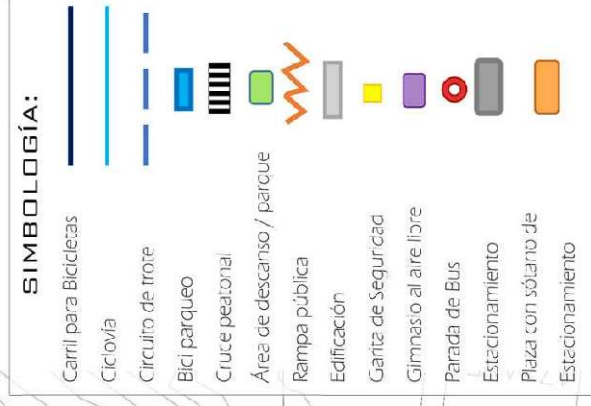 SIMBOLOGÍA:
Carril para Bicicletas
Ciclovía
Circuito de trote
Bici parqueo
Cruce peatonal
Área de descanso / parque
Rampa pública
Edificación
Garita de Seguridad
Gimnasio al aire libre
Parada de Bus
Estacionamiento
Plaza con sótano de
Estacionamiento